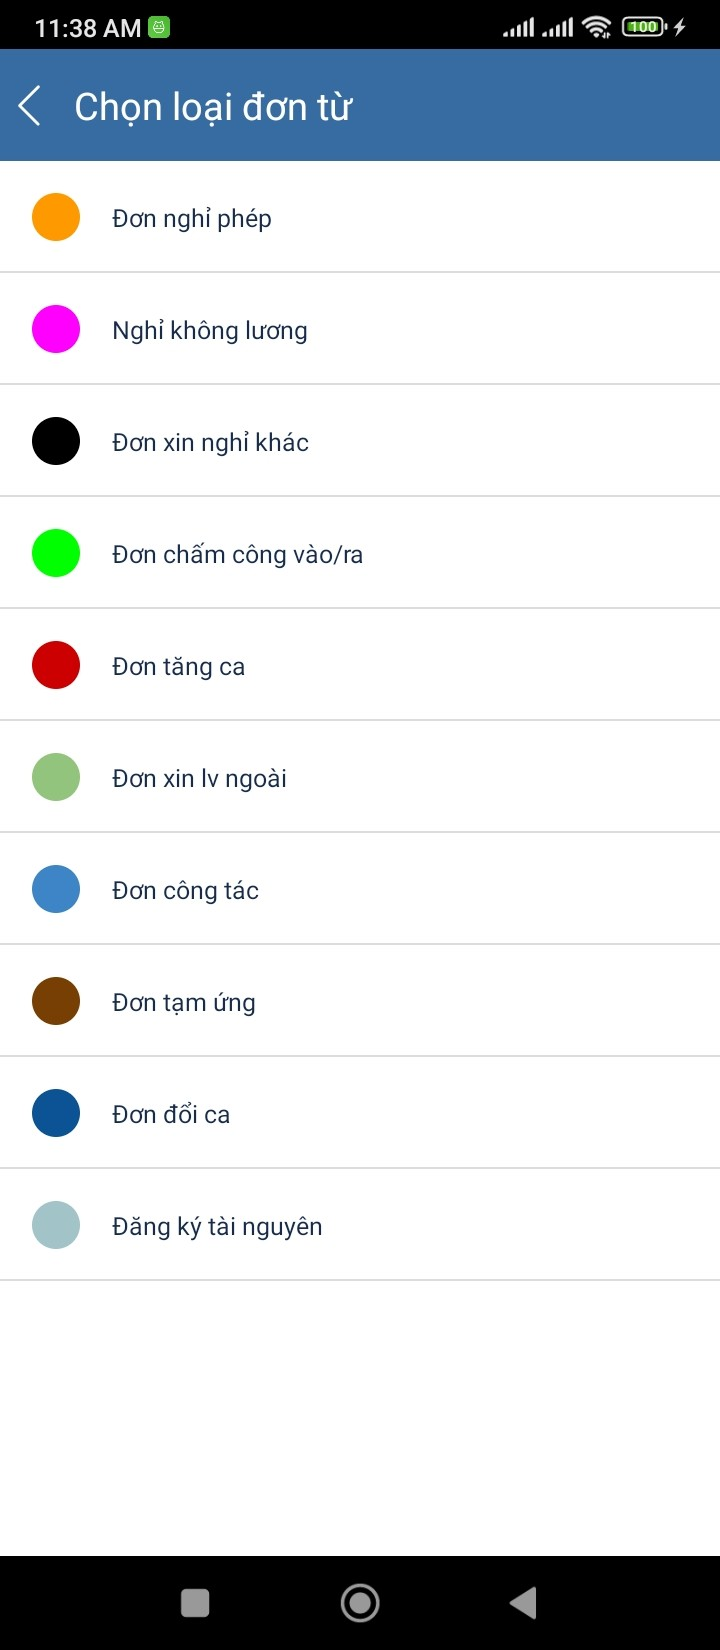 11:38 AM
100
Chọn loại đơn từ
Đơn nghỉ phép
Nghỉ không lương
Đơn xin nghỉ khác
Đơn chấm công vào/ra
Đơn tăng ca
Đơn xin lv ngoài
Đơn công tác
Đơn tạm ứng
Đơn đổi ca
Đăng ký tài nguyên